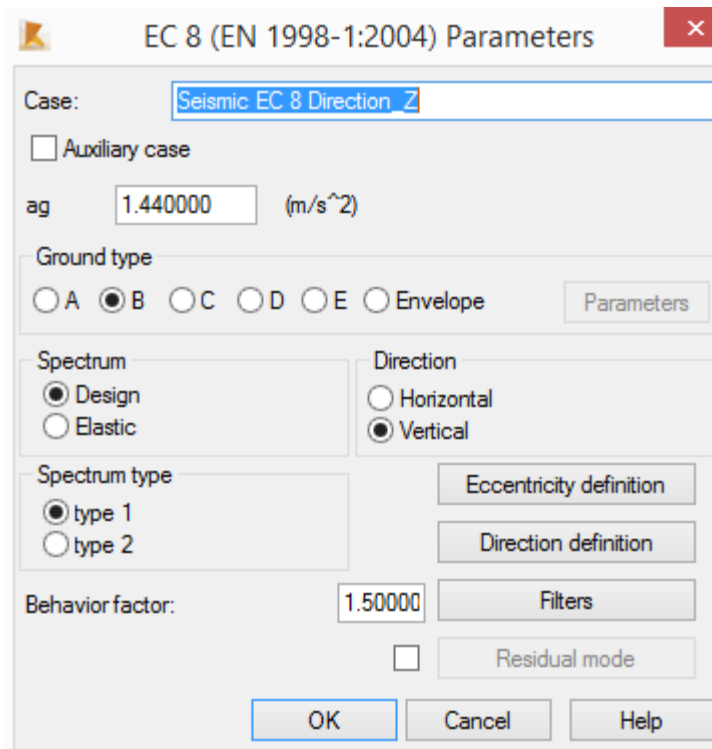 EC 8 (EN 1998-1:2004) Parameters
Case: Seismic EC 8 Direction_Z
Auxiliary case
ag 1.440000 (m/s^2)
Ground type
A B C D E Envelope Parameters
Spectrum
Design
Elastic
Direction
Horizontal
Vertical
Spectrum type
type 1
type 2
Eccentricity definition
Direction definition
Behavior factor: 1.50000 Filters
Residual mode
OK Cancel Help